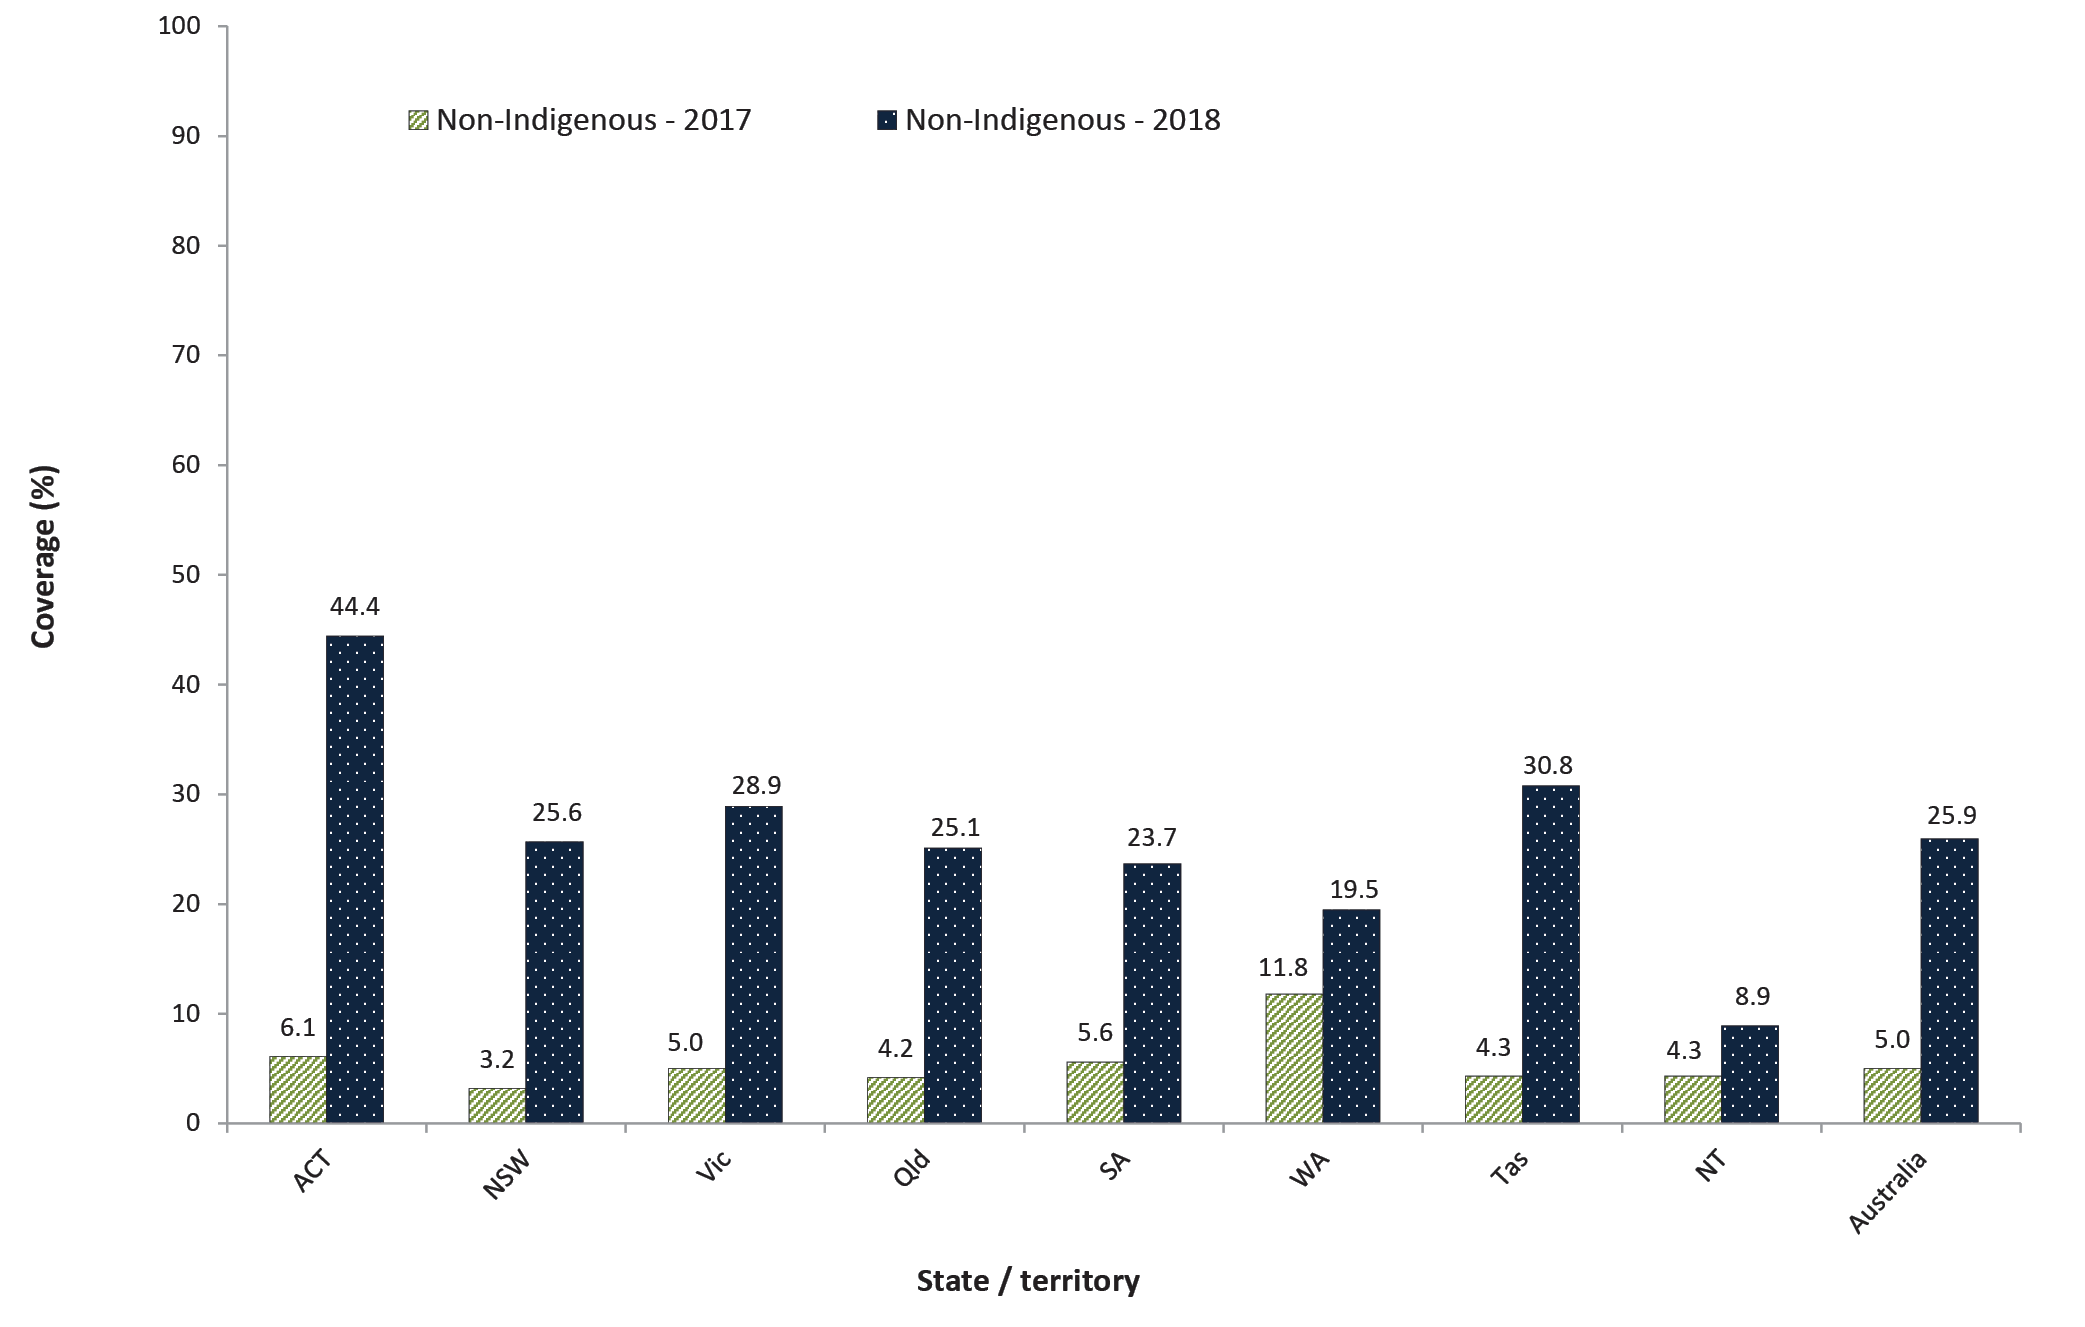 100
90
80
70
60
50
40
30
20
10
0
Coverage (%)
Non-Indigenous - 2017
Non-Indigenous - 2018
6.1
44.4
3.2
25.6
5.0
28.9
4.2
25.1
5.6
23.7
11.8
19.5
4.3
30.8
4.3
8.9
5.0
25.9
ACT
NSW
Vic
Qld
SA
WA
Tas
NT
Australia
State / territory